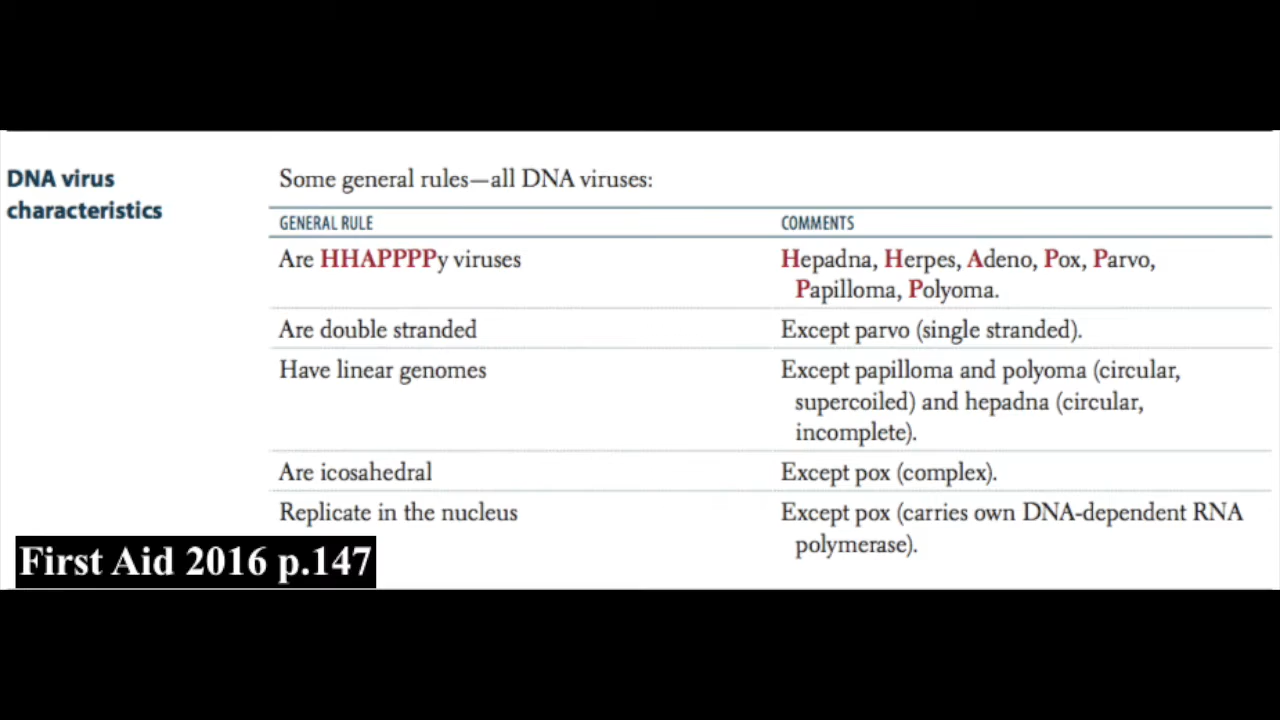 DNA virus
characteristics
Some general rules—all DNA viruses:
GENERAL RULE
COMMENTS
Are HHAPPPPy viruses
Hepadna, Herpes, Adeno, Pox, Parvo,
Papilloma, Polyoma.
Are double stranded
Except parvo (single stranded).
Have linear genomes
Except papilloma and polyoma (circular,
supercoiled) and hepadna (circular,
incomplete).
Are icosahedral
Except pox (complex).
Replicate in the nucleus
Except pox (carries own DNA-dependent RNA
polymerase).
First Aid 2016 p.147